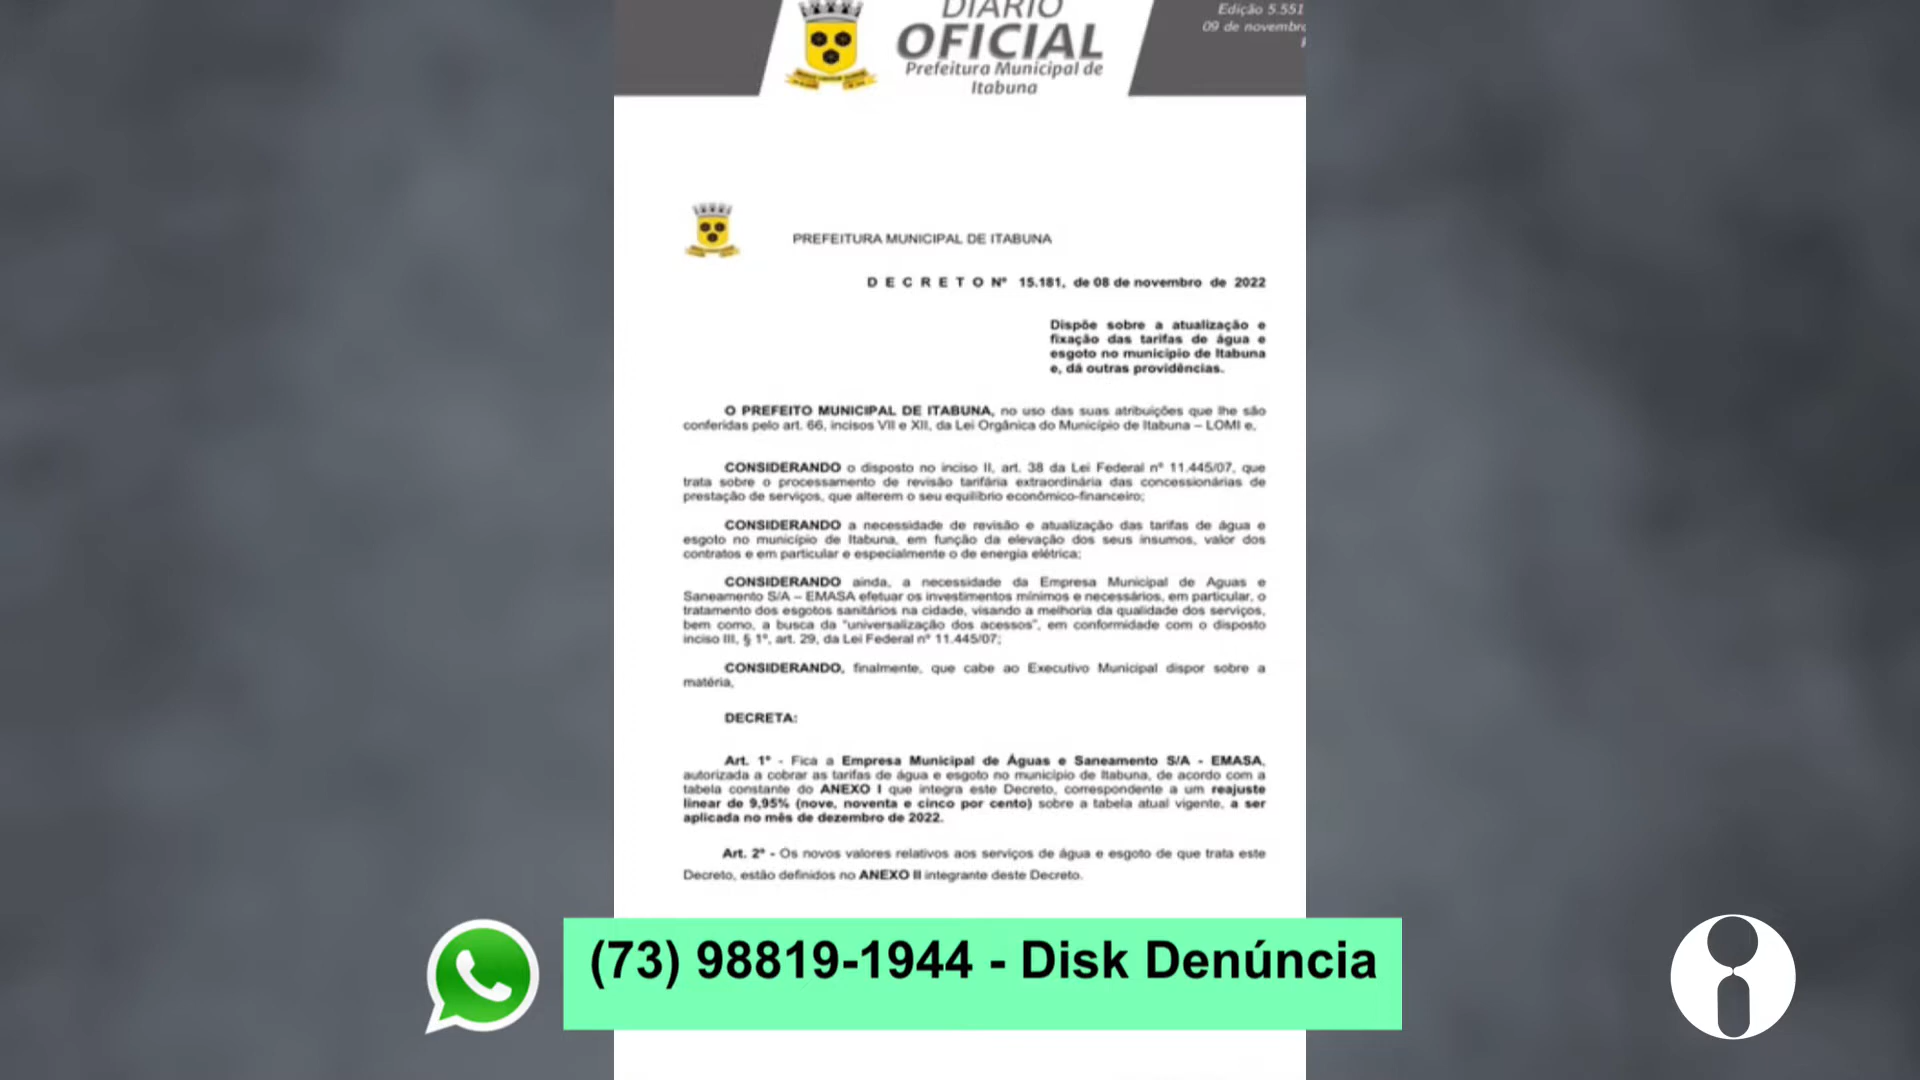 DIÁRIO
OFICIAL
Prefeitura Municipal de
Itabuna
Edição 5.551
09 de novembro
PREFEITURA MUNICIPAL DE ITABUNA
D E C R E T O Nº 15.181, de 08 de novembro de 2022
Dispõe sobre a atualização e
fixação das tarifas de água e
esgoto no município de Itabuna
e, dá outras providências.
O PREFEITO MUNICIPAL DE ITABUNA, no uso das suas atribuições que lhe são
conferidas pelo art. 66, incisos VII e XII, da Lei Orgânica do Município de Itabuna – LOMI e,
CONSIDERANDO o disposto no inciso II, art. 38 da Lei Federal nº 11.445/07, que
trata sobre o processamento de revisão tarifária extraordinária das concessionárias de
prestação de serviços, que alterem o seu equilíbrio econômico-financeiro;
CONSIDERANDO a necessidade de revisão e atualização das tarifas de água e
esgoto no município de Itabuna, em função da elevação dos seus insumos, valor dos
contratos e em particular e especialmente o de energia elétrica;
CONSIDERANDO ainda, a necessidade da Empresa Municipal de Aguas e
Saneamento S/A – EMASA efetuar os investimentos mínimos e necessários, em particular, o
tratamento dos esgotos sanitários na cidade, visando a melhoria da qualidade dos serviços,
bem como, a busca da "universalização dos acessos", em conformidade com o disposto
inciso III, § 1º, art. 29, da Lei Federal nº 11.445/07;
CONSIDERANDO, finalmente, que cabe ao Executivo Municipal dispor sobre a
matéria,
DECRETA:
Art. 1º - Fica a Empresa Municipal de Águas e Saneamento S/A - EMASA,
autorizada a cobrar as tarifas de água e esgoto no município de Itabuna, de acordo com a
tabela constante do ANEXO I que integra este Decreto, correspondente a um reajuste
linear de 9,95% (nove, noventa e cinco por cento) sobre a tabela atual vigente, a ser
aplicada no mês de dezembro de 2022.
Art. 2º - Os novos valores relativos aos serviços de água e esgoto de que trata este
Decreto, estão definidos no ANEXO II integrante deste Decreto.
(73) 98819-1944 - Disk Denúncia